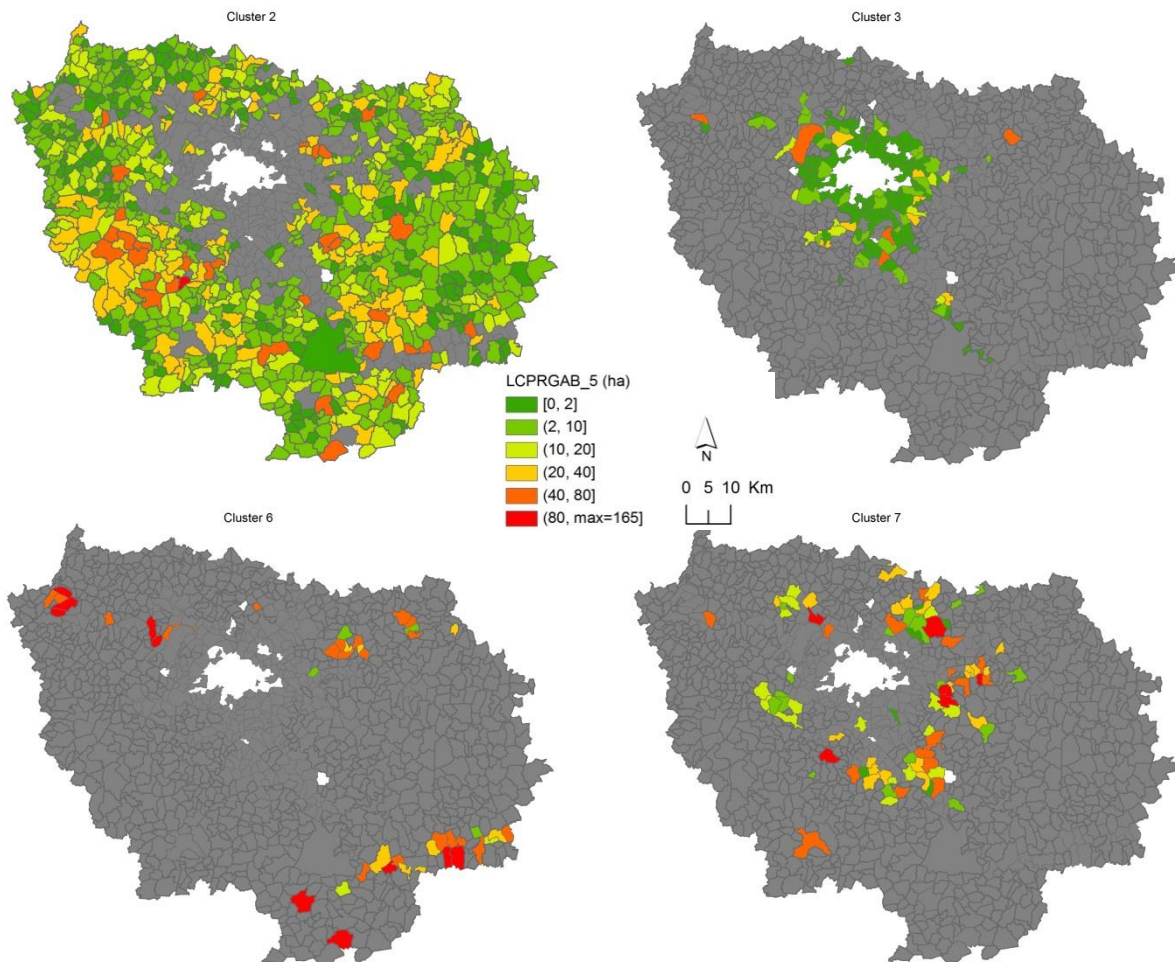 Cluster 2
Cluster 3
LCPRGAB_5 (ha)
[0, 2]
(2, 10]
(10, 20]
(20, 40]
(40, 80]
(80, max=165]
N
0 5 10 Km
Cluster 6
Cluster 7